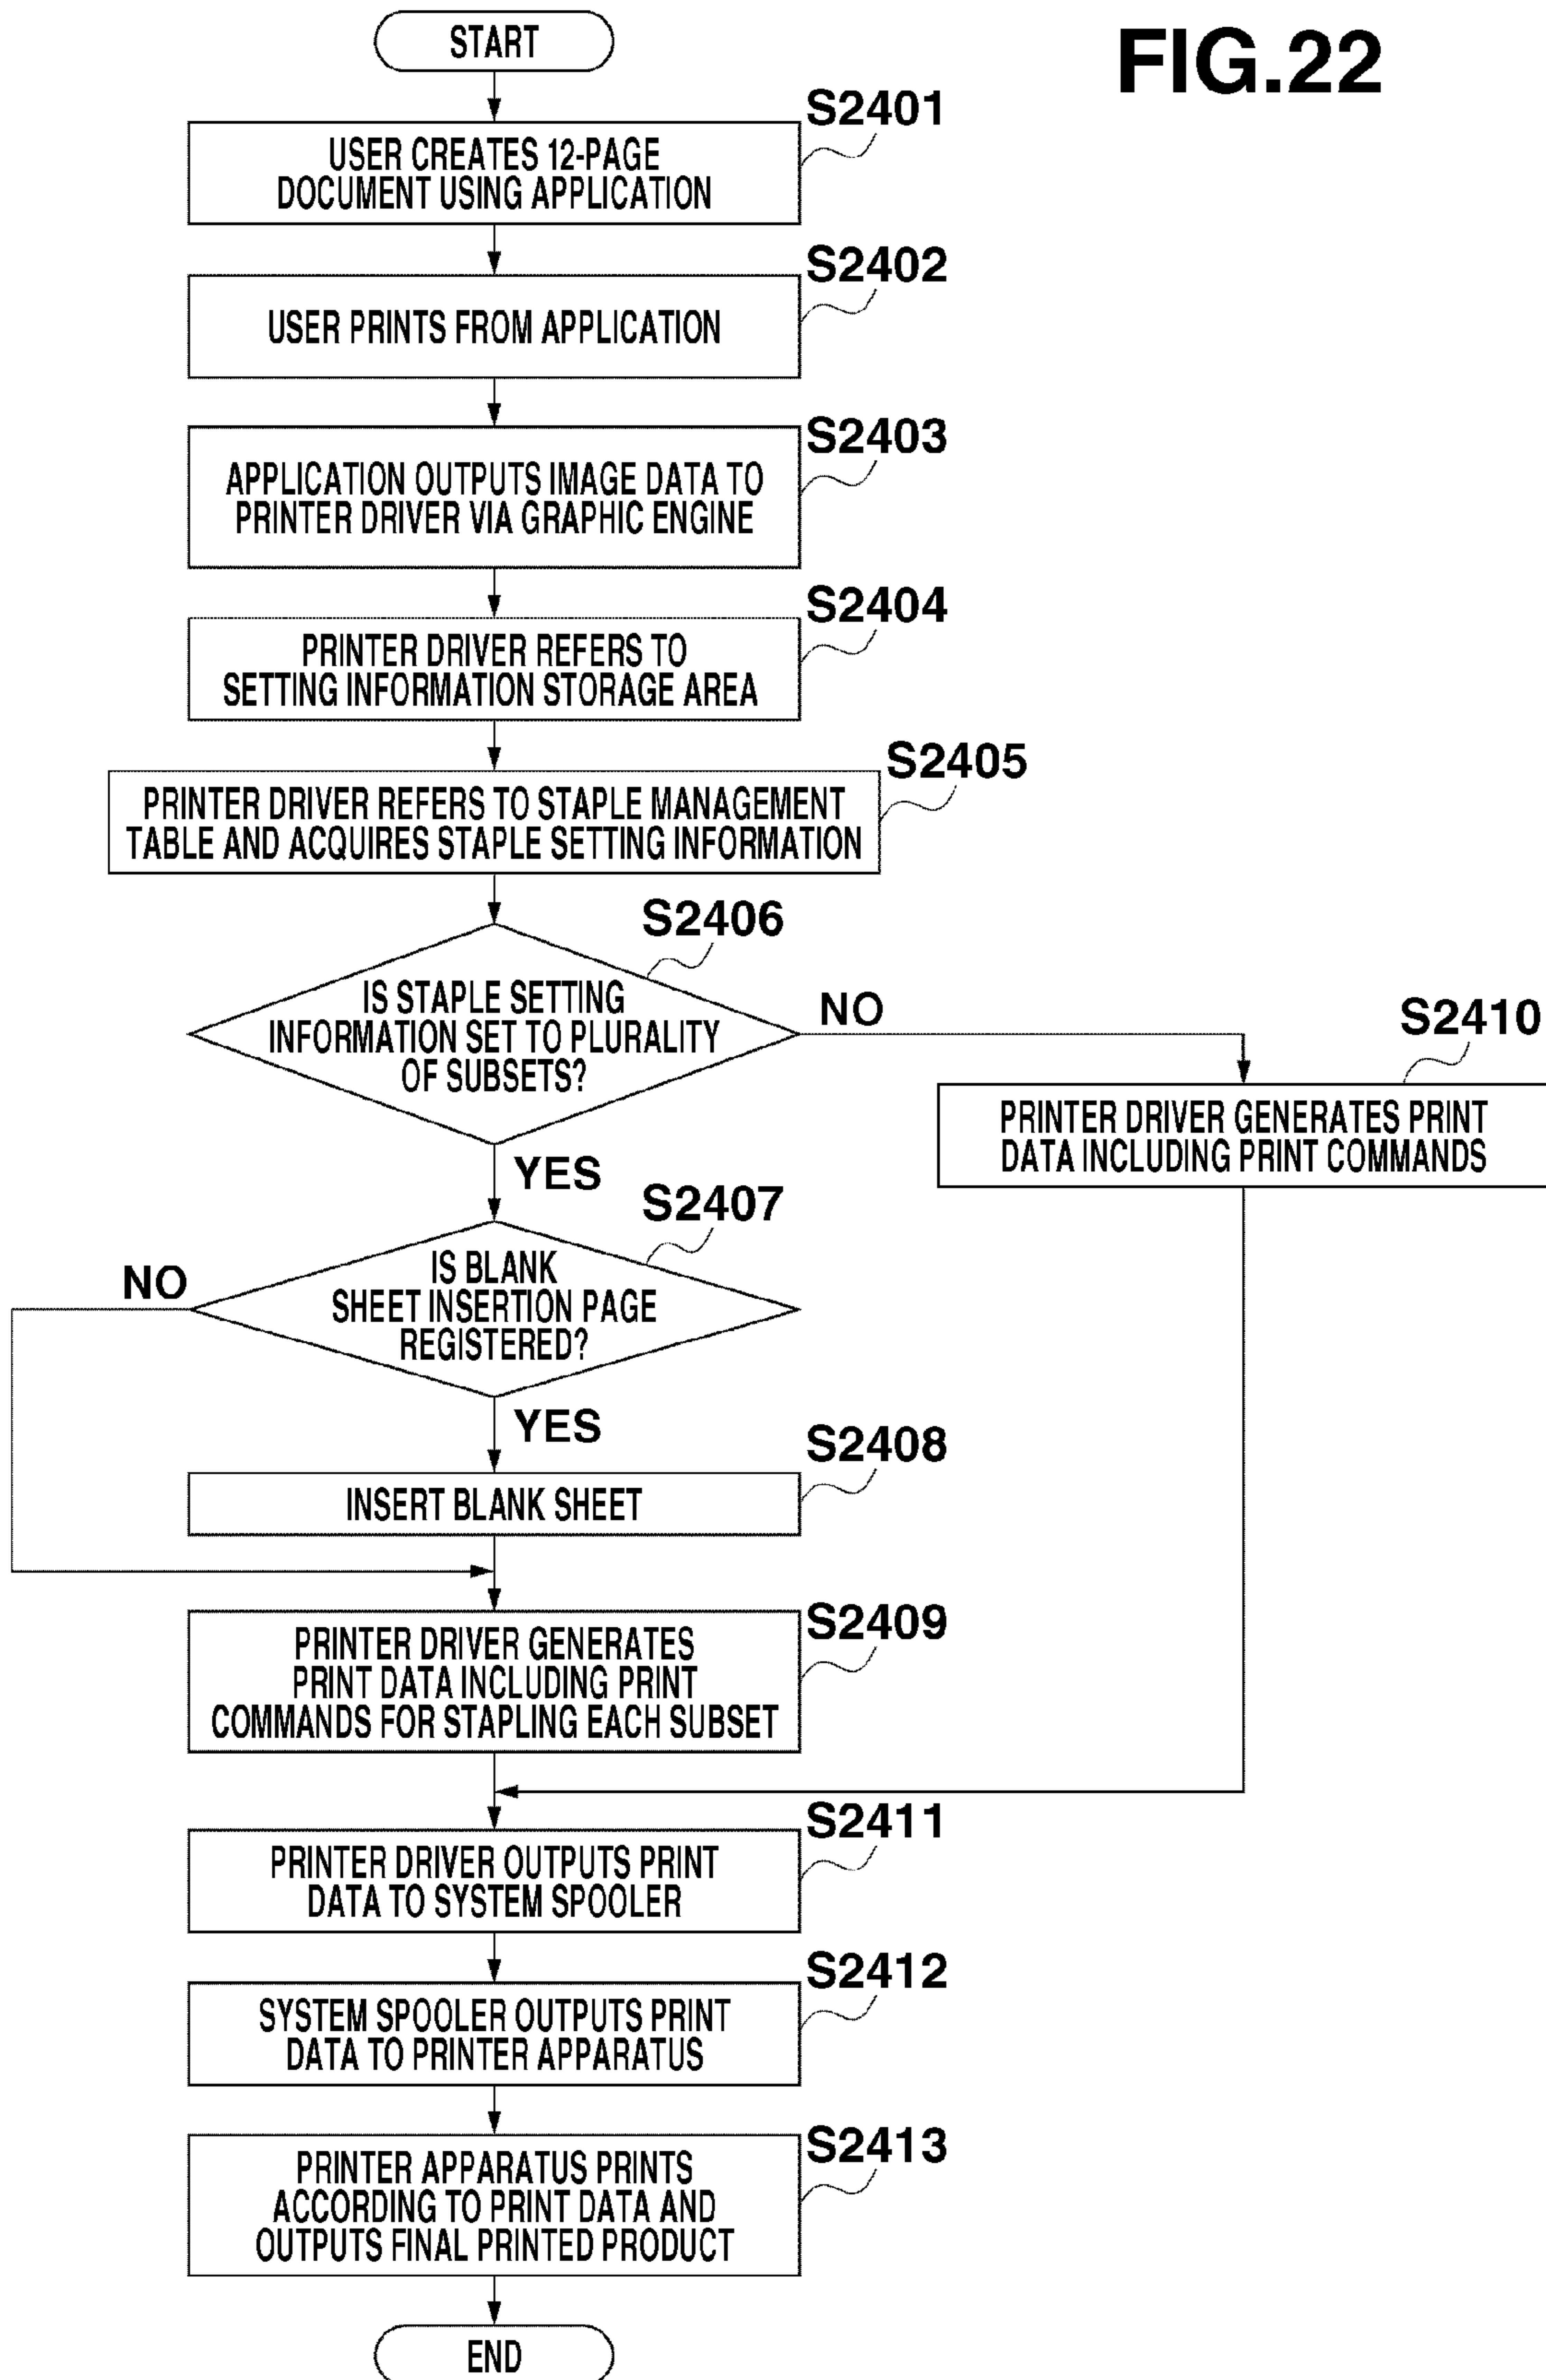 FIG.22
START
S2401
USER CREATES 12-PAGE
DOCUMENT USING APPLICATION
S2402
USER PRINTS FROM APPLICATION
S2403
APPLICATION OUTPUTS IMAGE DATA TO
PRINTER DRIVER VIA GRAPHIC ENGINE
S2404
PRINTER DRIVER REFERS TO
SETTING INFORMATION STORAGE AREA
S2405
PRINTER DRIVER REFERS TO STAPLE MANAGEMENT
TABLE AND ACQUIRES STAPLE SETTING INFORMATION
S2406
IS STAPLE SETTING
INFORMATION SET TO PLURALITY
OF SUBSETS?
NO
S2410
PRINTER DRIVER GENERATES PRINT
DATA INCLUDING PRINT COMMANDS
YES
S2407
IS BLANK
SHEET INSERTION PAGE
REGISTERED?
NO
YES
S2408
INSERT BLANK SHEET
S2409
PRINTER DRIVER GENERATES
PRINT DATA INCLUDING PRINT
COMMANDS FOR STAPLING EACH SUBSET
S2411
PRINTER DRIVER OUTPUTS PRINT
DATA TO SYSTEM SPOOLER
S2412
SYSTEM SPOOLER OUTPUTS PRINT
DATA TO PRINTER APPARATUS
S2413
PRINTER APPARATUS PRINTS
ACCORDING TO PRINT DATA AND
OUTPUTS FINAL PRINTED PRODUCT
END